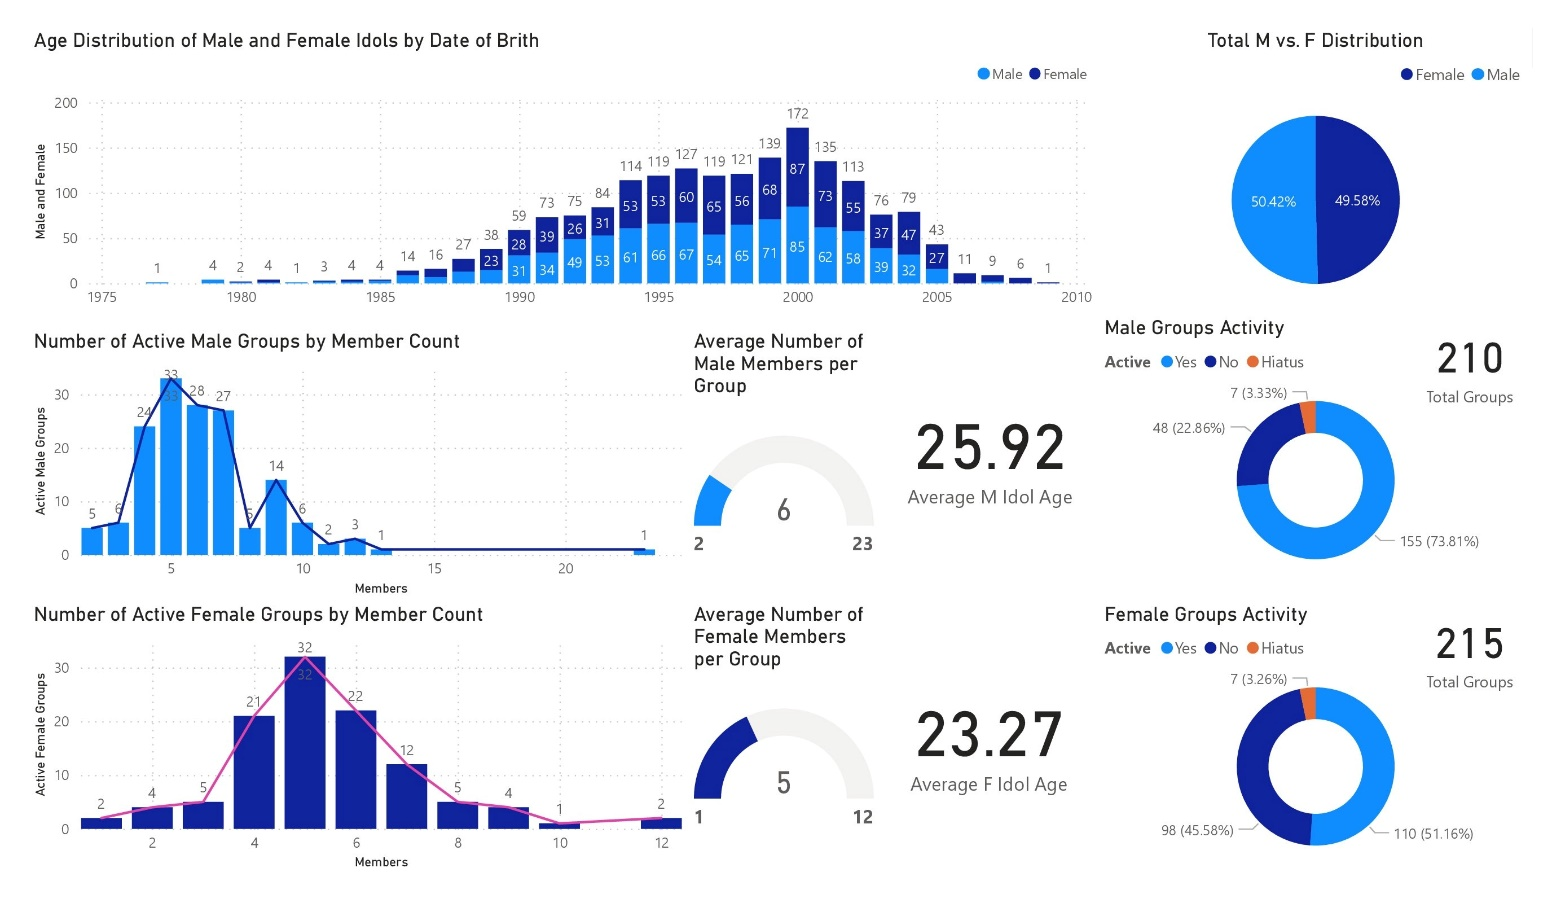 Age Distribution of Male and Female Idols by Date of Brith
Male Female
Male and Female
200
150
100
50
0
1 4 2 4 1 3 4 4 14 16 27 38 59 73 75 84 114 119 127 119 121 139 172 135 113 76 79 43 11 9 6 1
23 28 39 26 31 53 53 60 65 56 68 87 73 55 37 47 27
31 34 49 53 61 66 67 54 65 71 85 62 58 39 32
1975 1980 1985 1990 1995 2000 2005 2010
Total M vs. F Distribution
Female Male
50.42% 49.58%
Number of Active Male Groups by Member Count
Active Male Groups
30
20
10
0
5 6 24 33 28 27 5 14 6 2 3 1 1
33
5 10 15 20
Members
Average Number of
Male Members per
Group
6
2 23
25.92
Average M Idol Age
Male Groups Activity
Active Yes No Hiatus
210
Total Groups
7 (3.33%)
48 (22.86%)
155 (73.81%)
Number of Active Female Groups by Member Count
Active Female Groups
30
20
10
0
2 4 5 21 32 22 12 5 4 1 2
32
2 4 6 8 10 12
Members
Average Number of
Female Members
per Group
5
1 12
23.27
Average F Idol Age
Female Groups Activity
Active Yes No Hiatus
215
Total Groups
7 (3.26%)
98 (45.58%)
110 (51.16%)